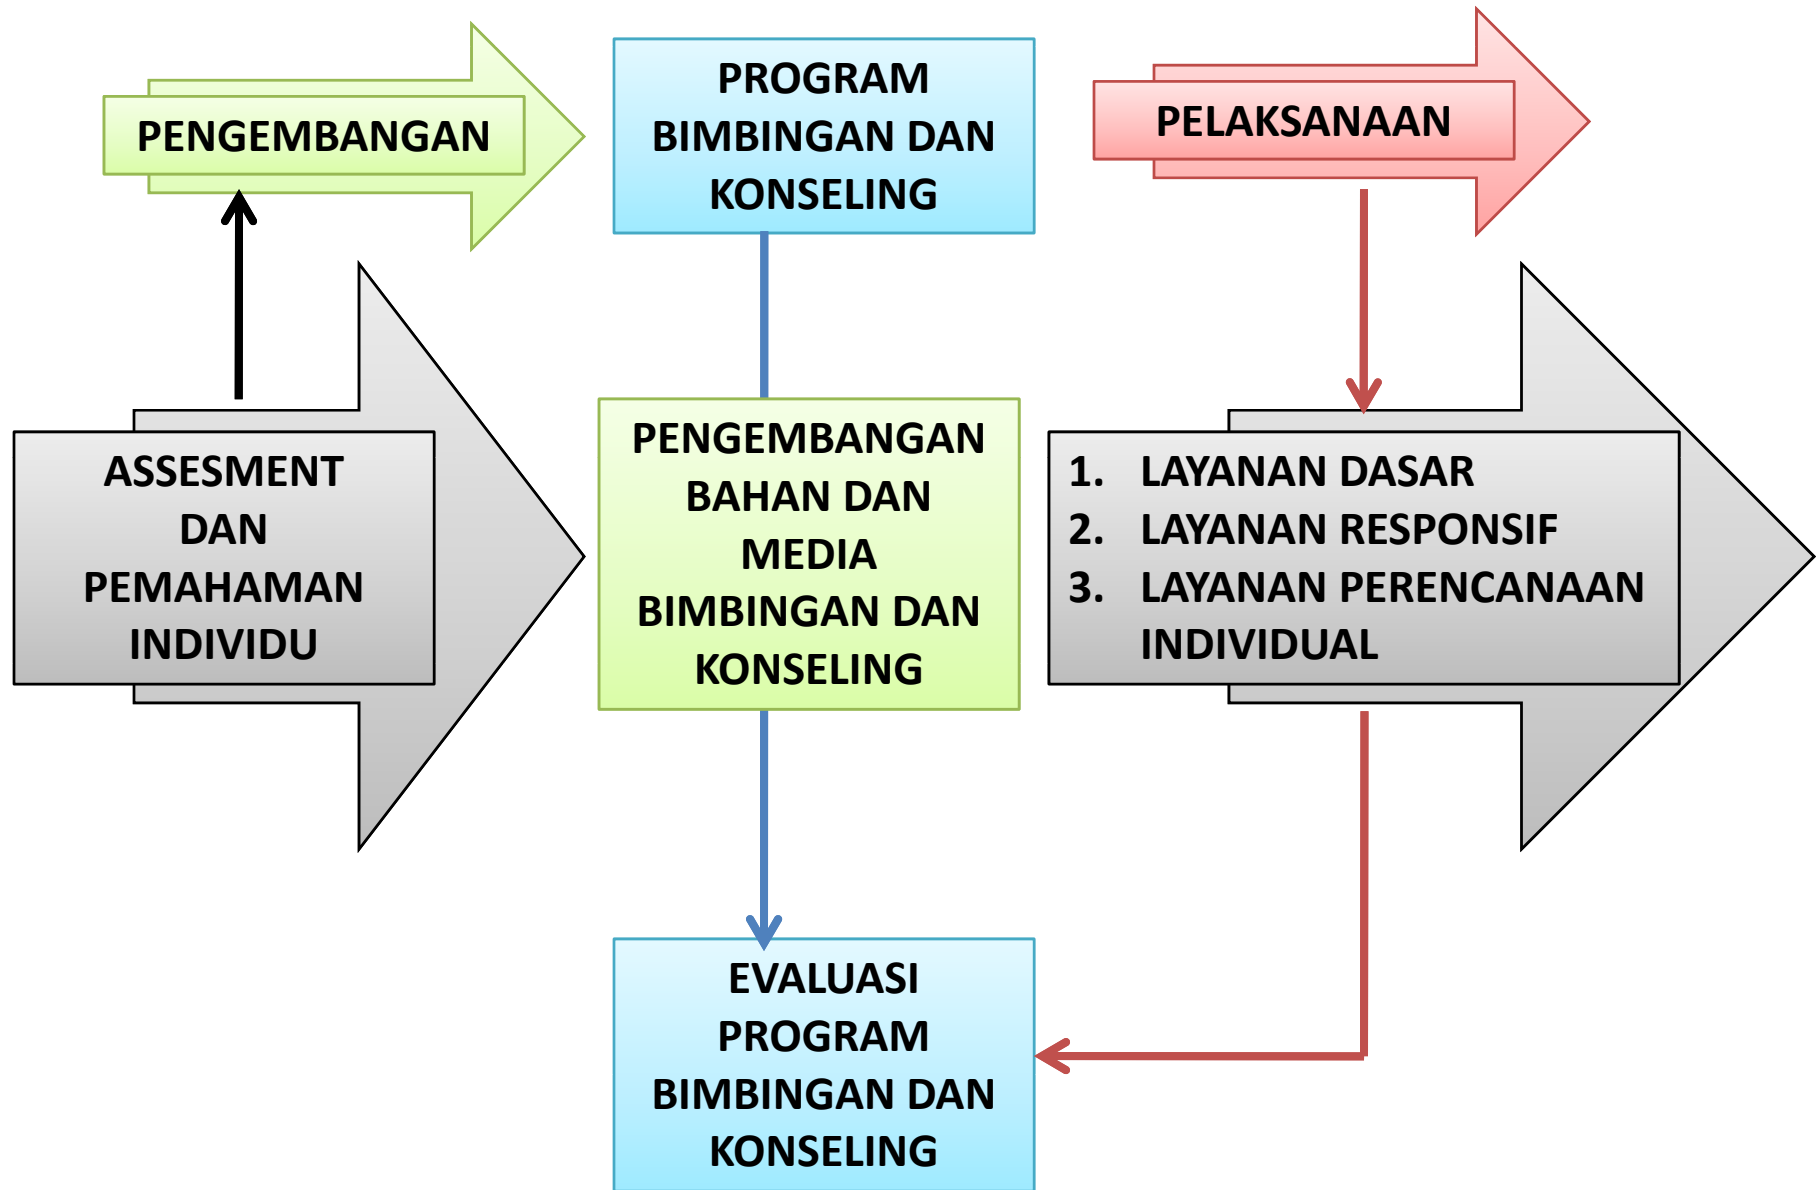 PENGEMBANGAN
PROGRAM
BIMBINGAN DAN
KONSELING
PELAKSANAAN
ASSESMENT
DAN
PEMAHAMAN
INDIVIDU
PENGEMBANGAN
BAHAN DAN
MEDIA
BIMBINGAN DAN
KONSELING
1. LAYANAN DASAR
2. LAYANAN RESPONSIF
3. LAYANAN PERENCANAAN
INDIVIDUAL
EVALUASI
PROGRAM
BIMBINGAN DAN
KONSELING